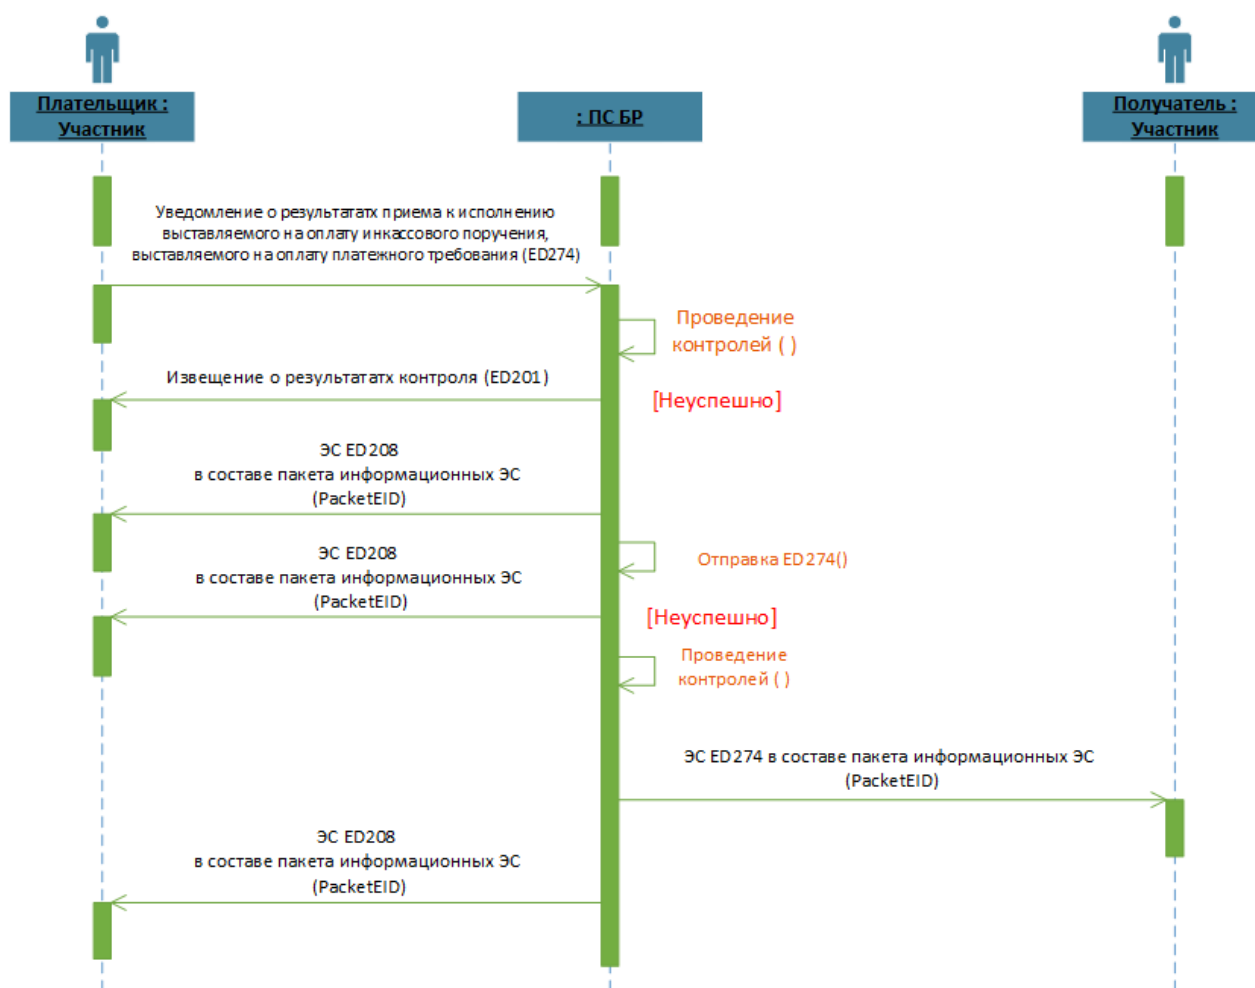 Плательщик :
Участник
: ПС БР
Получатель :
Участник
Уведомление о результататх приема к исполнению
выставляемого на оплату инкассового поручения,
выставляемого на оплату платежного требования (ED274)
Проведение
контролей ( )
Извещение о результататх контроля (ED201)
[Неуспешно]
ЭС ED208
в составе пакета информационных ЭС
(PacketEID)
Отправка ED274()
ЭС ED208
в составе пакета информационных ЭС
(PacketEID)
[Неуспешно]
Проведение
контролей ( )
ЭС ED274 в составе пакета информационных ЭС
(PacketEID)
ЭС ED208
в составе пакета информационных ЭС
(PacketEID)